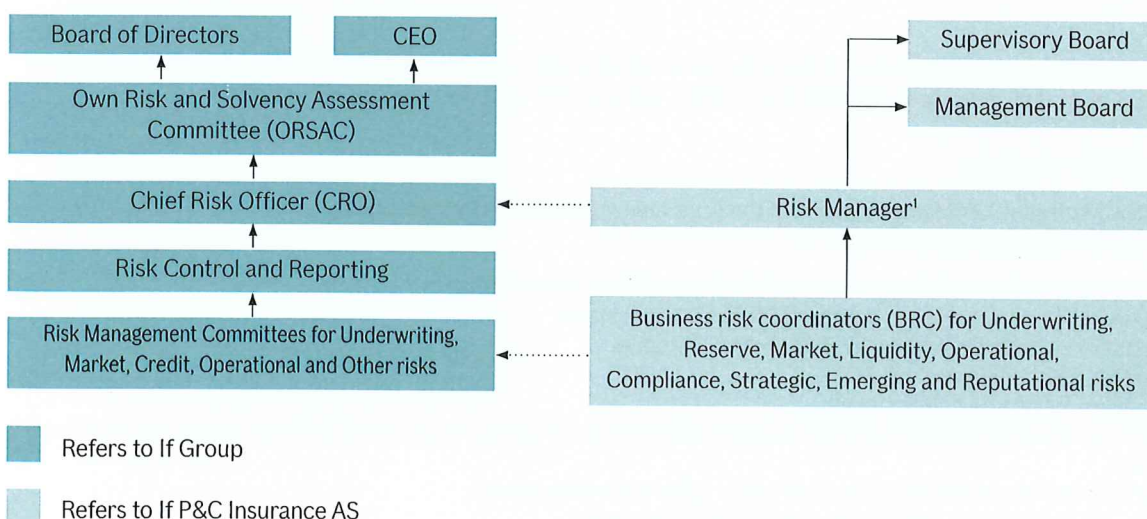 Board of Directors
CEO
Own Risk and Solvency Assessment
Committee (ORSAC)
Chief Risk Officer (CRO)
Risk Control and Reporting
Risk Management Committees for Underwriting,
Market, Credit, Operational and Other risks
Supervisory Board
Management Board
Risk Manager¹
Business risk coordinators (BRC) for Underwriting,
Reserve, Market, Liquidity, Operational,
Compliance, Strategic, Emerging and Reputational risks
Refers to If Group
Refers to If P&C Insurance AS